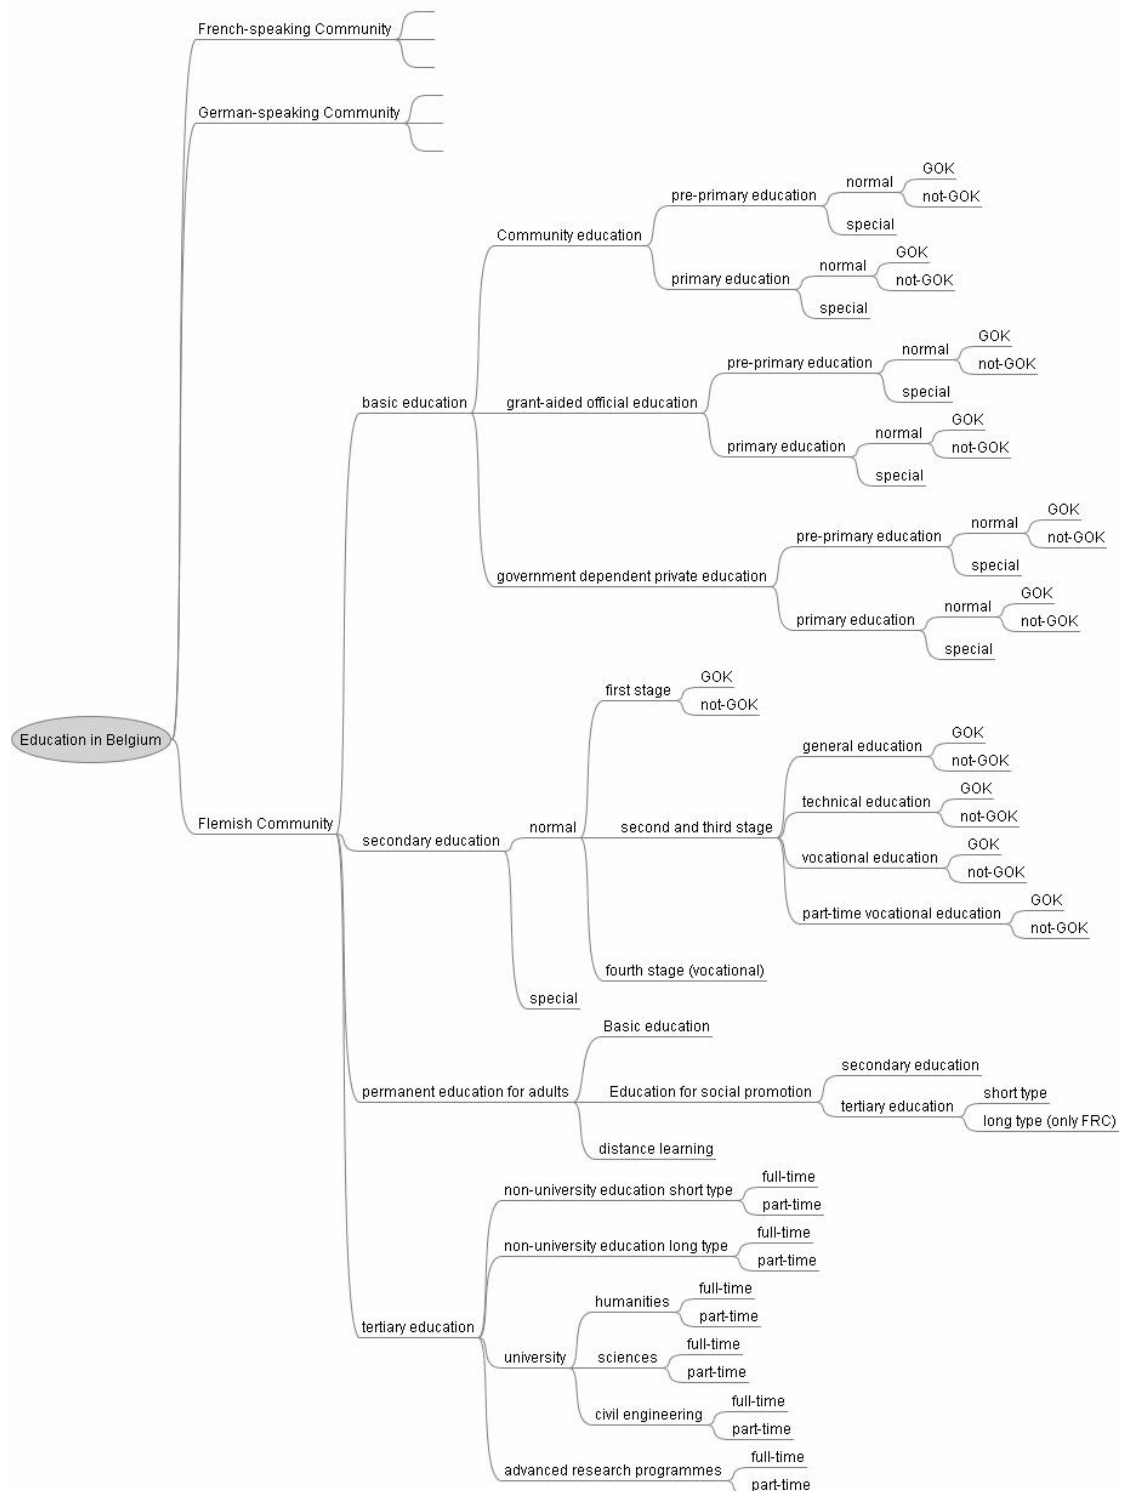 French-speaking Community
German-speaking Community
GOK
normal
pre-primary education
not-GOK
special
Community education
GOK
normal
primary education
not-GOK
special
GOK
normal
pre-primary education
not-GOK
special
basic education
grant-aided official education
GOK
normal
primary education
not-GOK
special
GOK
normal
pre-primary education
not-GOK
special
government dependent private education
GOK
normal
primary education
not-GOK
special
GOK
first stage
not-GOK
Education in Belgium
GOK
general education
not-GOK
GOK
technical education
not-GOK
Flemish Community
normal
second and third stage
secondary education
GOK
vocational education
not-GOK
GOK
part-time vocational education
not-GOK
fourth stage (vocational)
special
Basic education
secondary education
permanent education for adults
Education for social promotion
short type
tertiary education
long type (only FRC)
distance learning
full-time
non-university education short type
part-time
full-time
non-university education long type
part-time
full-time
humanities
part-time
tertiary education
full-time
university
sciences
part-time
full-time
civil engineering
part-time
full-time
advanced research programmes
part-time